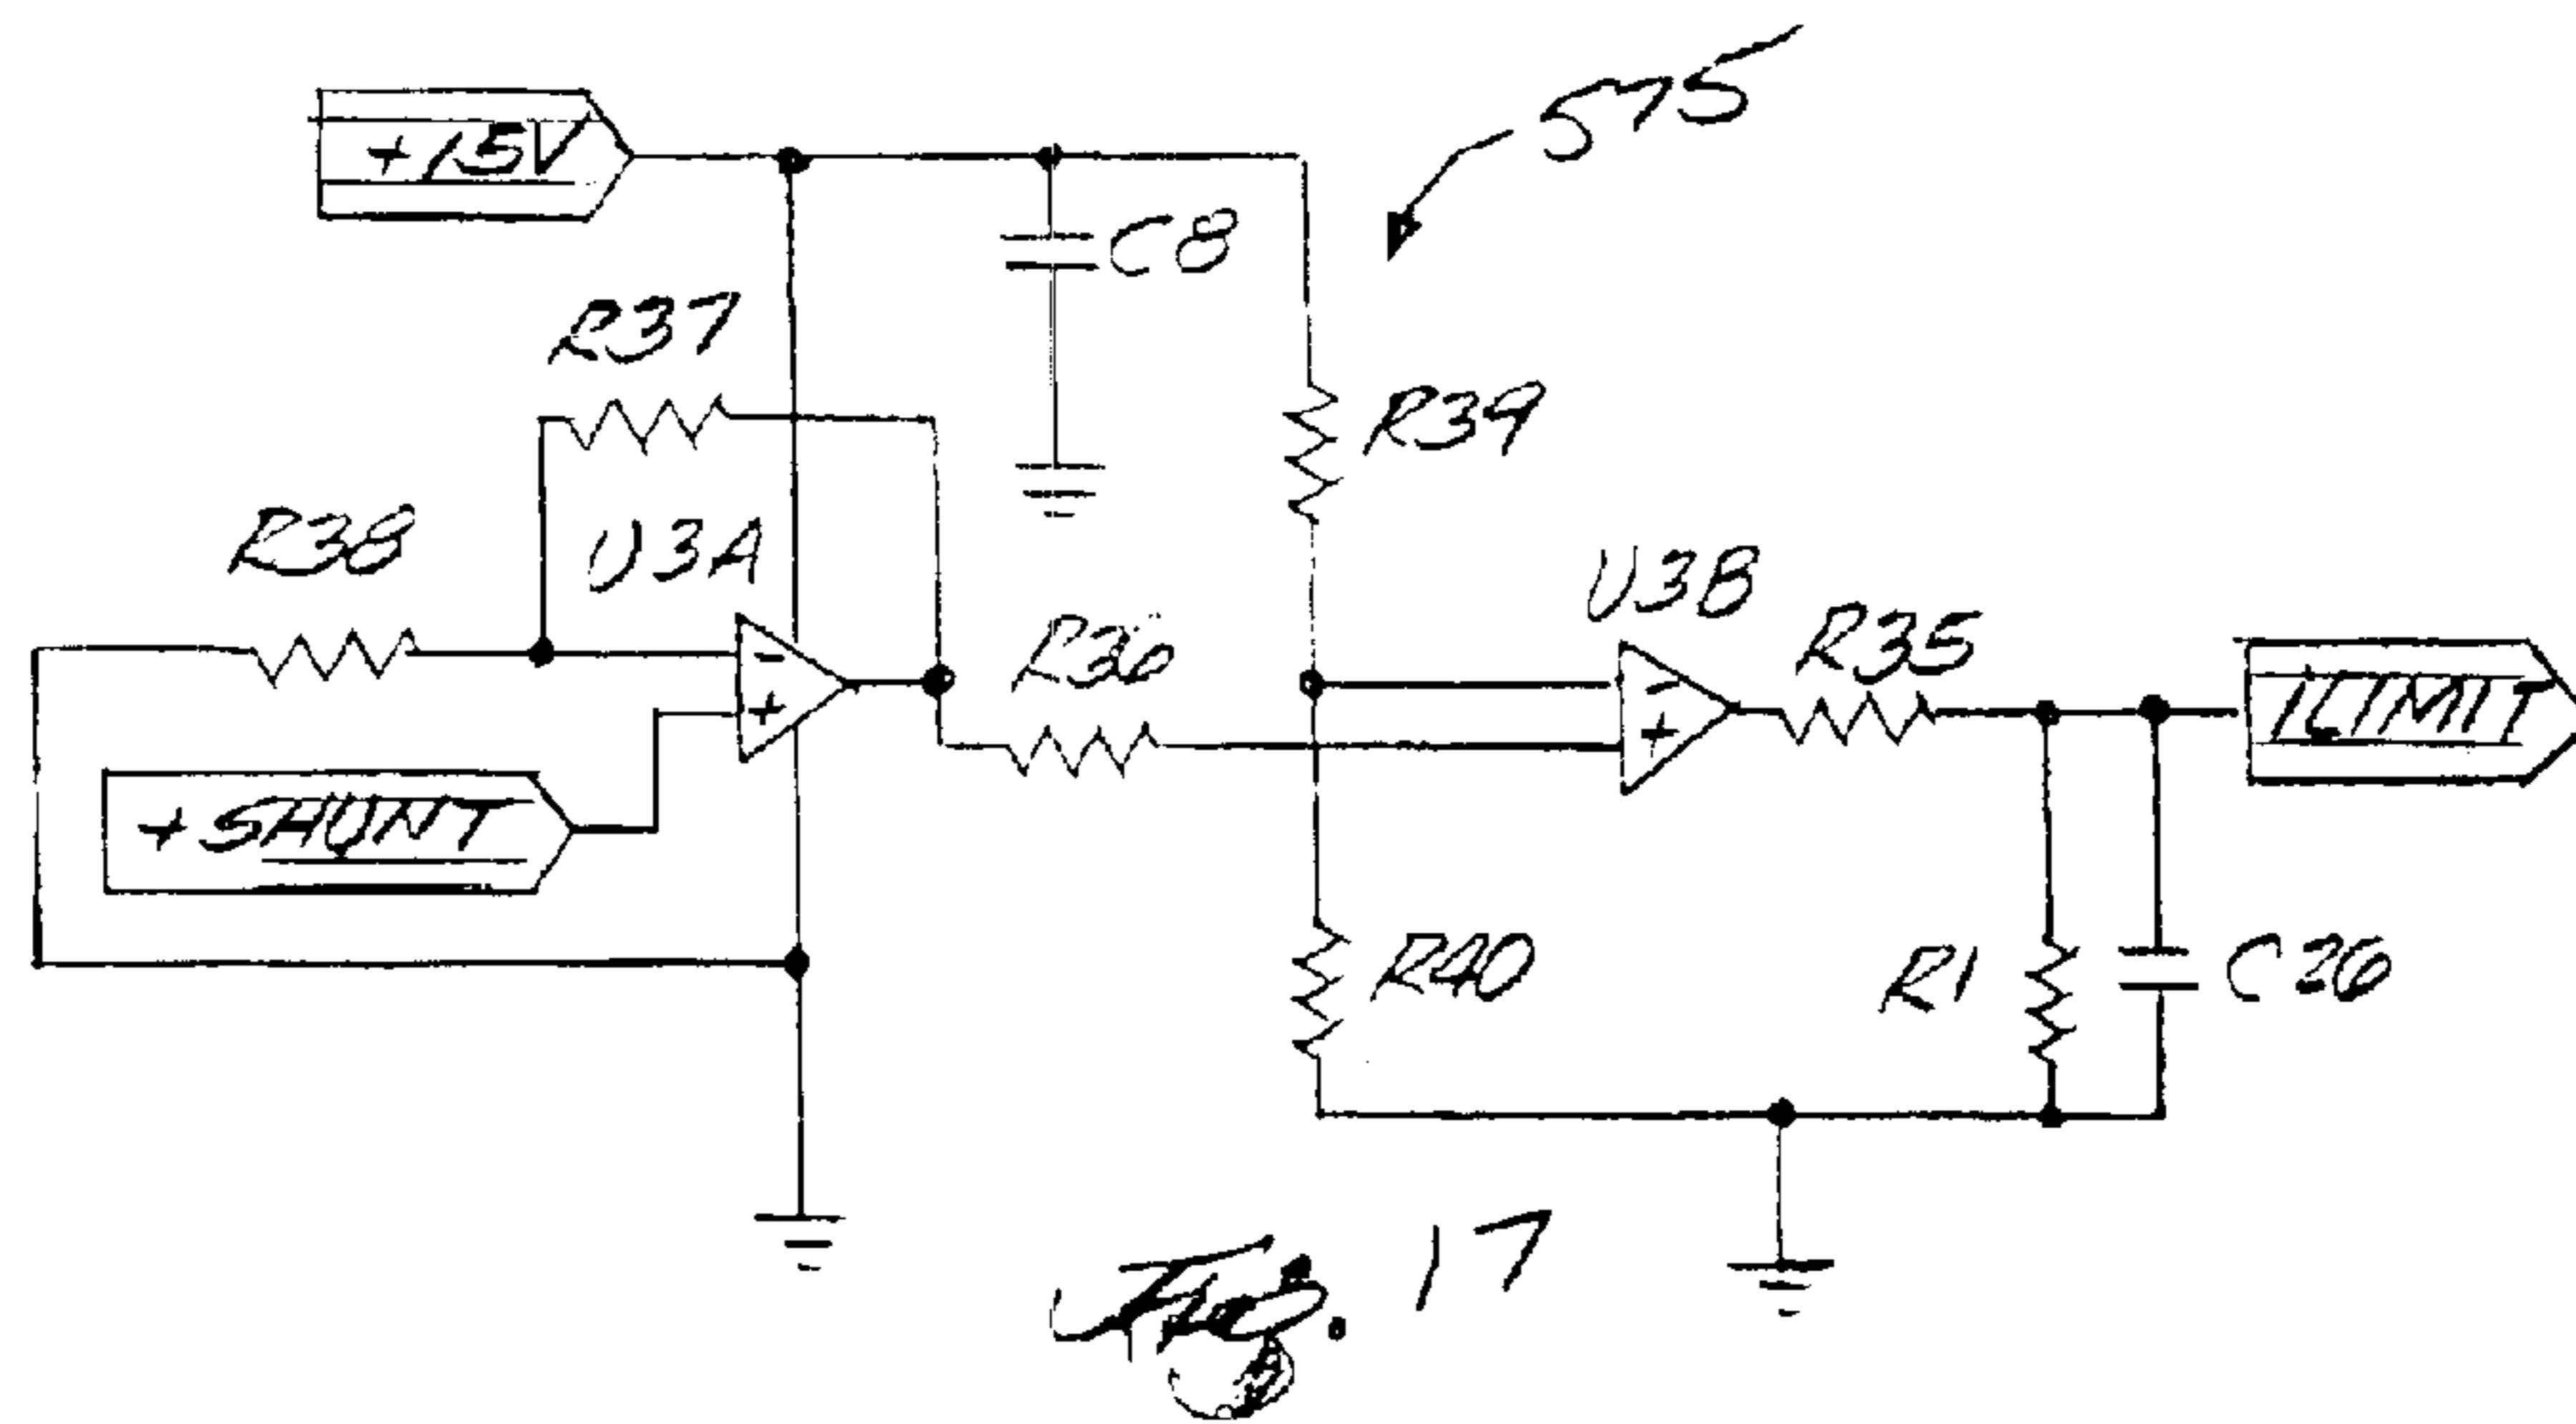 575
+15V
C8
R37
R39
R38
U3A
U3B
R36
R35
ILIMIT
+SHUNT
-
+
-
+
R40
R1
C26
Fig. 17